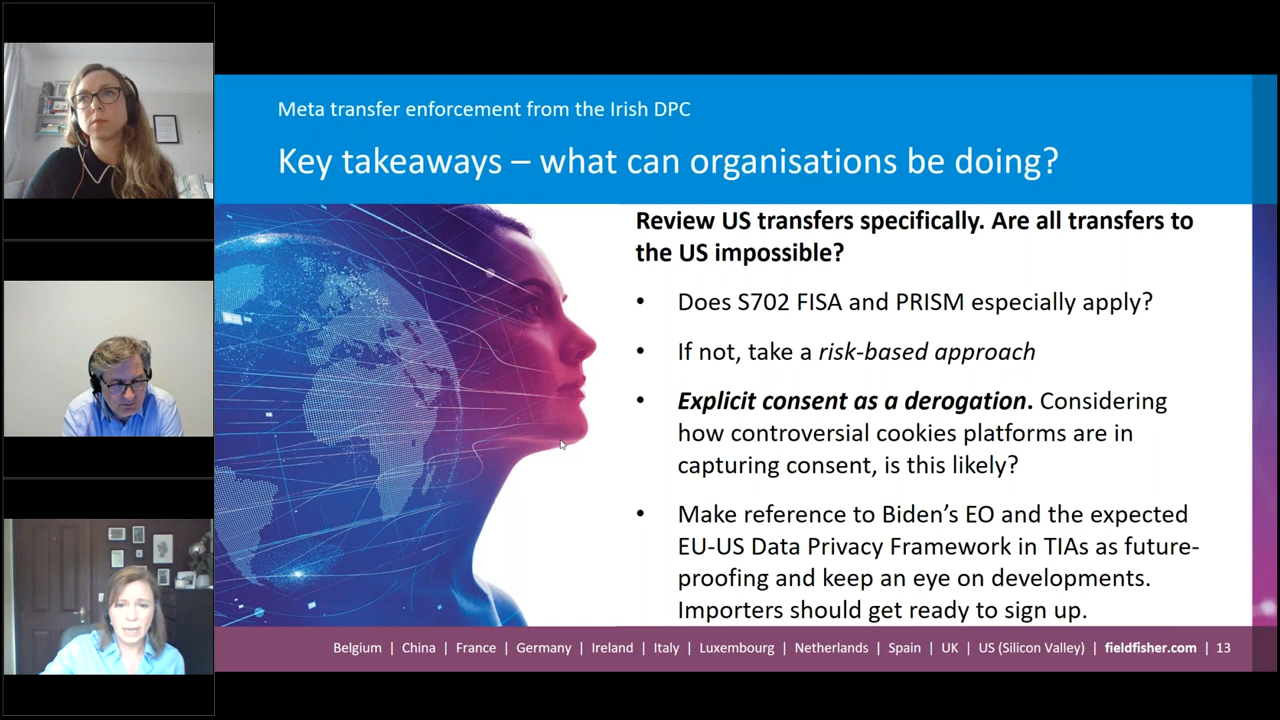 Meta transfer enforcement from the Irish DPC
Key takeaways – what can organisations be doing?
Review US transfers specifically. Are all transfers to
the US impossible?
• Does S702 FISA and PRISM especially apply?
• If not, take a risk-based approach
• Explicit consent as a derogation. Considering
how controversial cookies platforms are in
capturing consent, is this likely?
• Make reference to Biden's EO and the expected
EU-US Data Privacy Framework in TIAs as future-
proofing and keep an eye on developments.
Importers should get ready to sign up.
Belgium | China | France | Germany | Ireland | Italy | Luxembourg | Netherlands | Spain | UK | US (Silicon Valley) | fieldfisher.com | 13